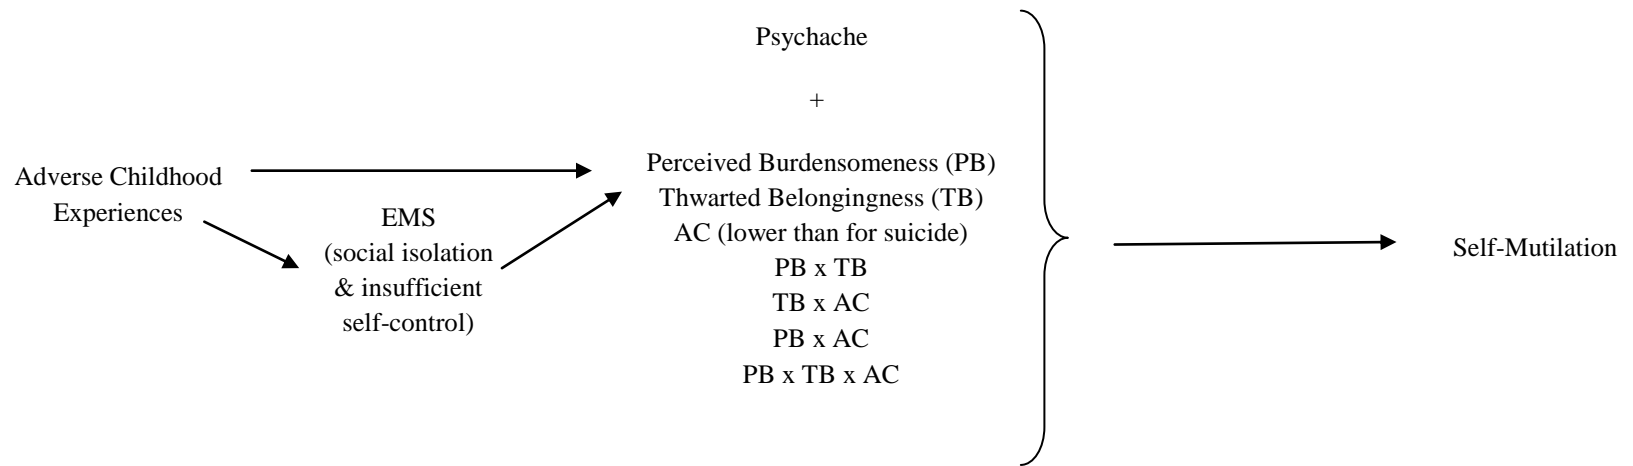 Psychache
+
Adverse Childhood
Experiences
EMS
(social isolation
& insufficient
self-control)
Perceived Burdensomeness (PB)
Thwarted Belongingness (TB)
AC (lower than for suicide)
PB x TB
TB x AC
PB x AC
PB x TB x AC
Self-Mutilation